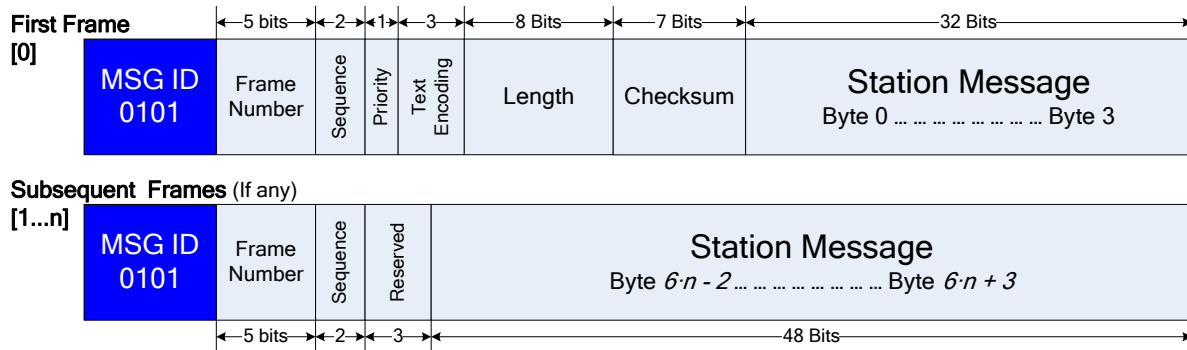 First Frame
[0]
5 bits 2 1 3 8 Bits 7 Bits 32 Bits
MSG ID
0101
Frame
Number
Sequence
Priority
Text
Encoding
Length
Checksum
Station Message
Byte 0 ... ... ... ... ... ... ... ... Byte 3
Subsequent Frames (If any)
[1...n]
MSG ID
0101
Frame
Number
Sequence
Reserved
Station Message
Byte 6·n - 2 ... ... ... ... ... ... ... ... Byte 6·n + 3
5 bits 2 3 48 Bits